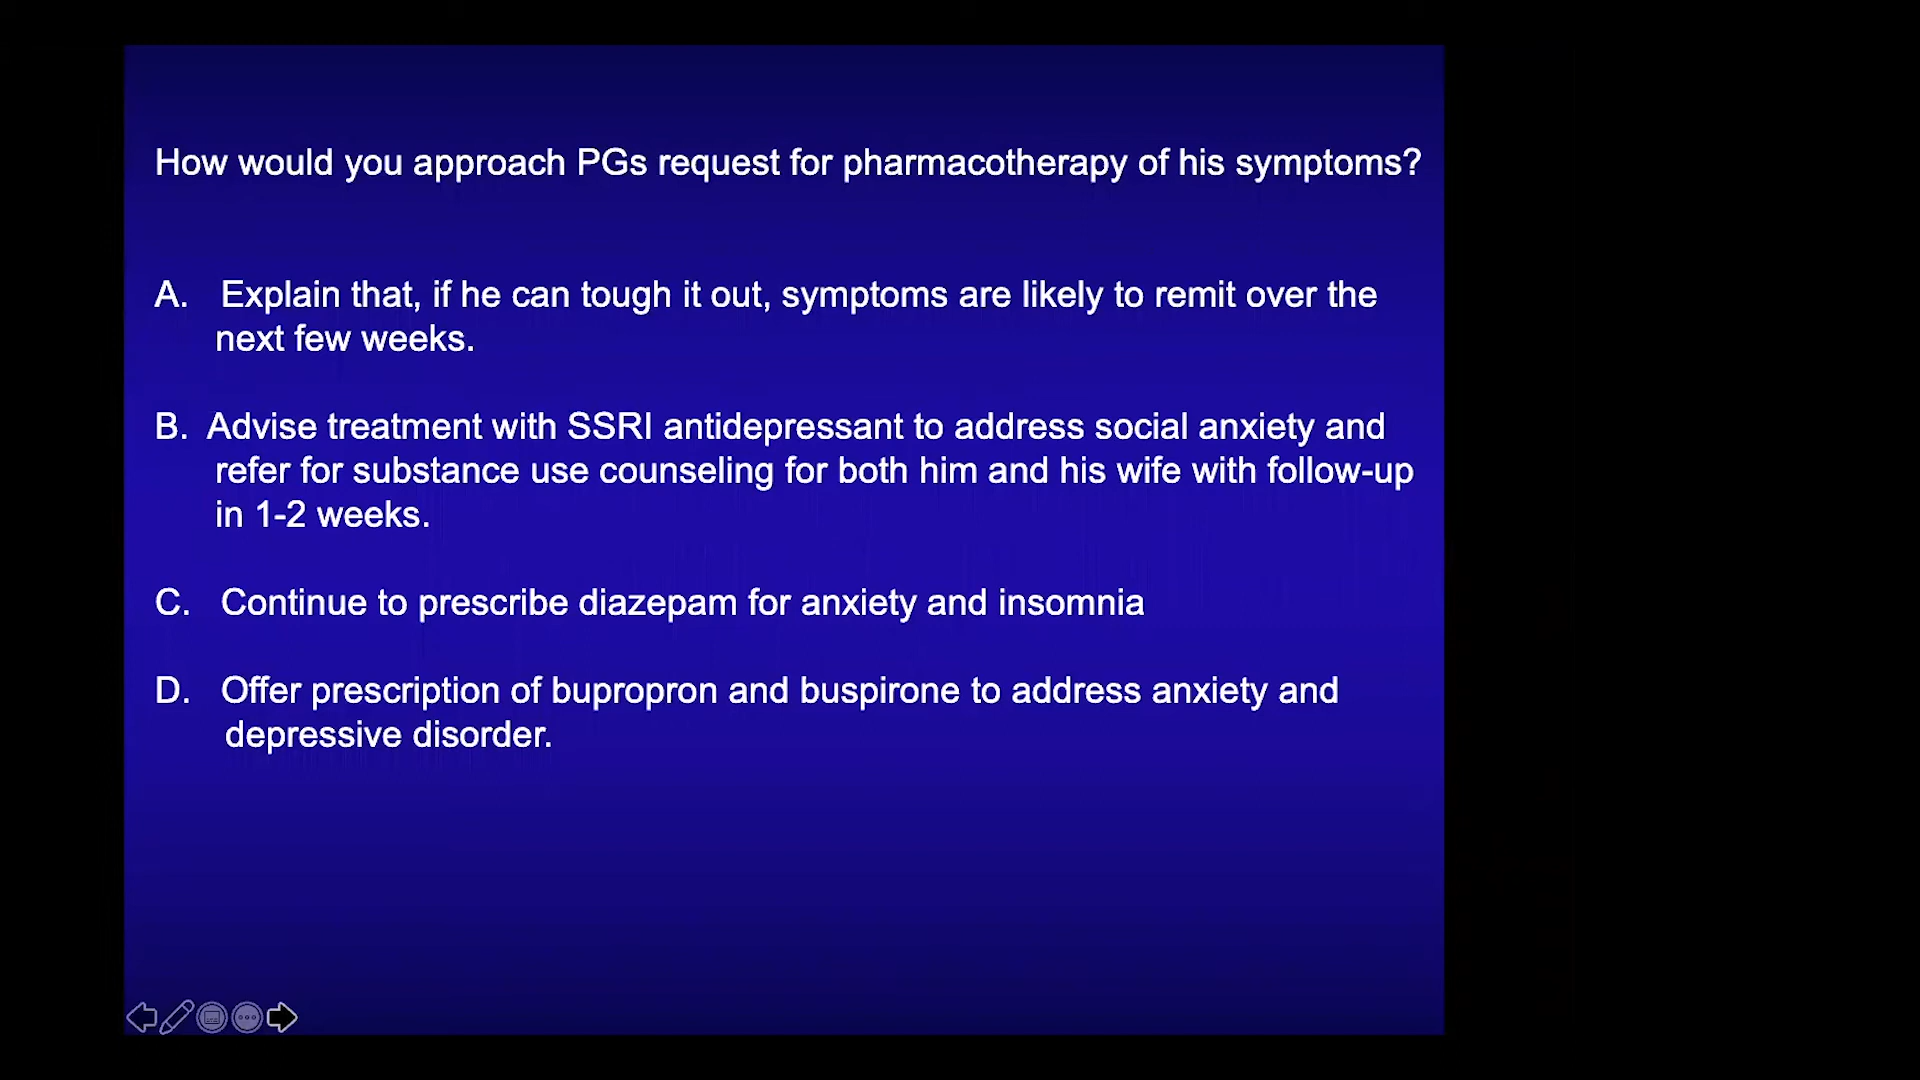 How would you approach PGs request for pharmacotherapy of his symptoms?
A. Explain that, if he can tough it out, symptoms are likely to remit over the
next few weeks.
B. Advise treatment with SSRI antidepressant to address social anxiety and
refer for substance use counseling for both him and his wife with follow-up
in 1-2 weeks.
C. Continue to prescribe diazepam for anxiety and insomnia
D. Offer prescription of bupropron and buspirone to address anxiety and
depressive disorder.